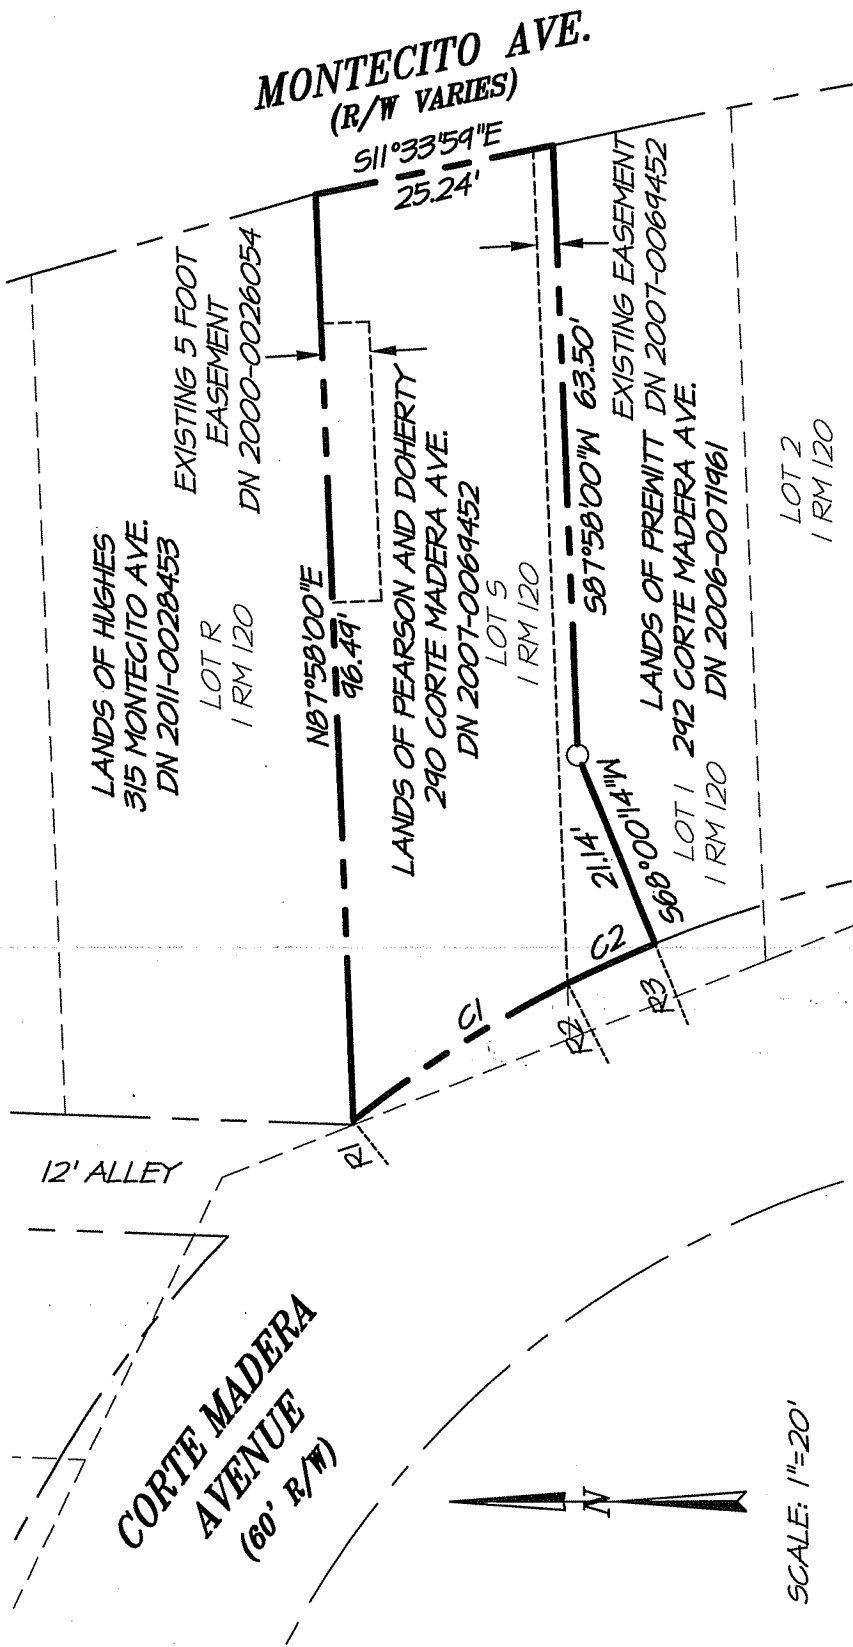 MONTECITO AVE.
(R/W VARIES)
S11°33'59"E
25.24'
EXISTING 5 FOOT
EASEMENT
DN 2000-0026054
LANDS OF HUGHES
315 MONTECITO AVE.
DN 2011-0028453
LOT R
1 RM 120
N87°58'00"E
96.49'
LANDS OF PEARSON AND DOHERTY
290 CORTE MADERA AVE.
DN 2007-0069452
LOT S
1 RM 120
S87°58'00"W 63.50'
EXISTING EASEMENT
DN 2007-0069452
LANDS OF PREWITT
292 CORTE MADERA AVE.
DN 2006-0071961
LOT 1
1 RM 120
LOT 2
1 RM 120
21.14'
S68°00'14"W
C1
C2
R1
R2
R3
12' ALLEY
CORTE MADERA
AVENUE
(60' R/W)
N
SCALE: 1"=20'